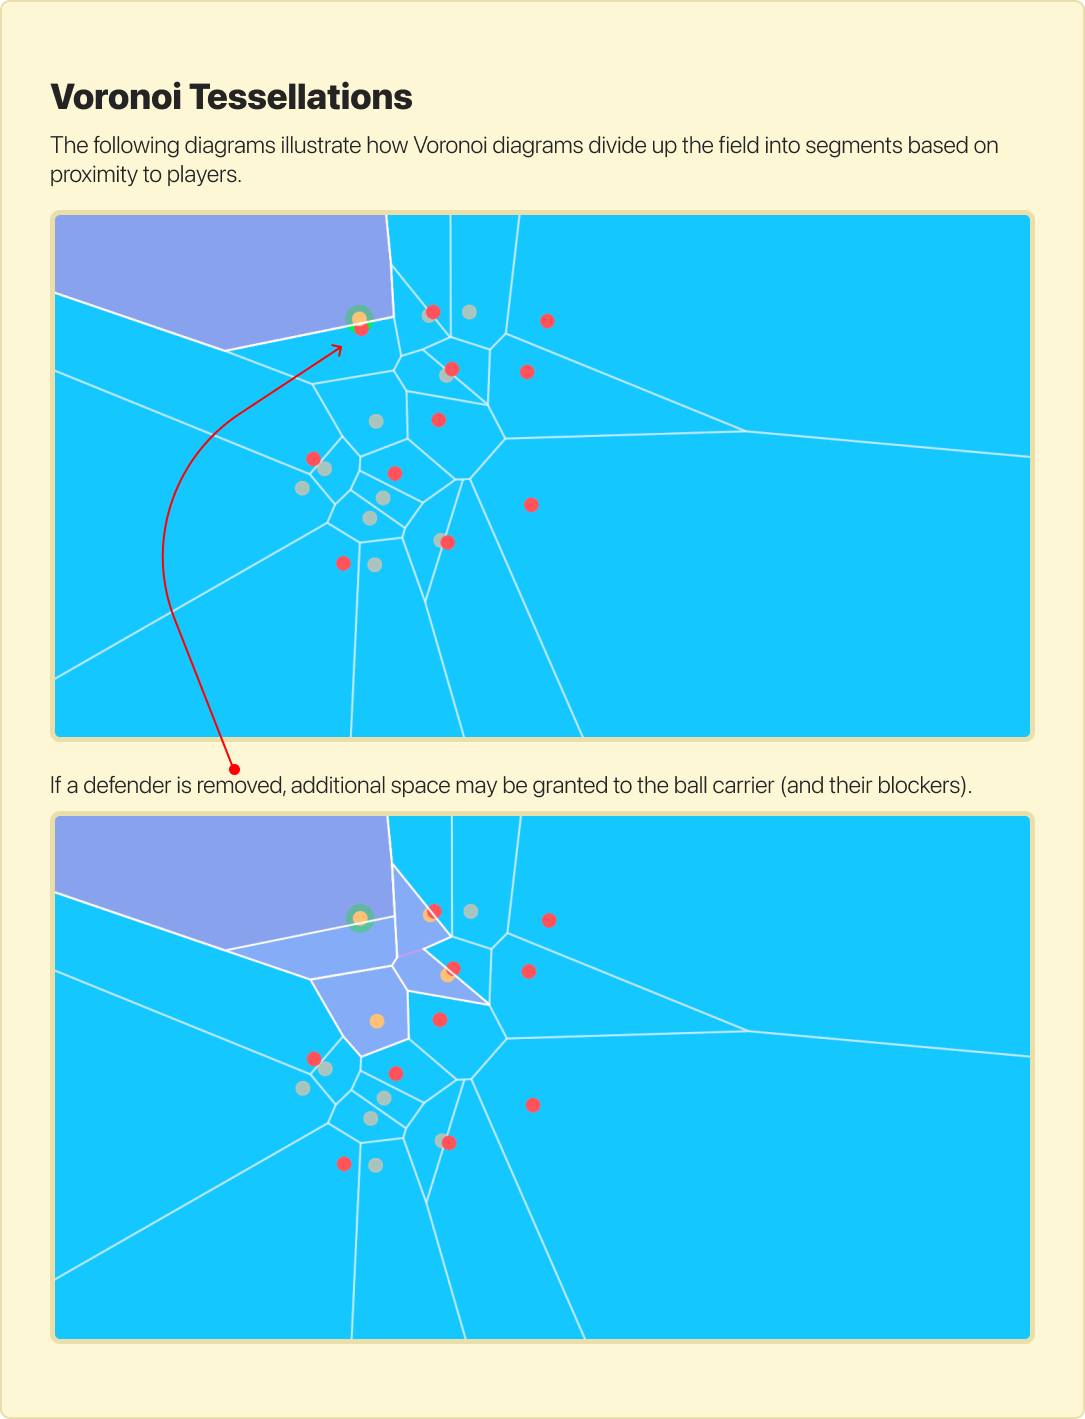 Voronoi Tessellations
The following diagrams illustrate how Voronoi diagrams divide up the field into segments based on
proximity to players.
If a defender is removed, additional space may be granted to the ball carrier (and their blockers).